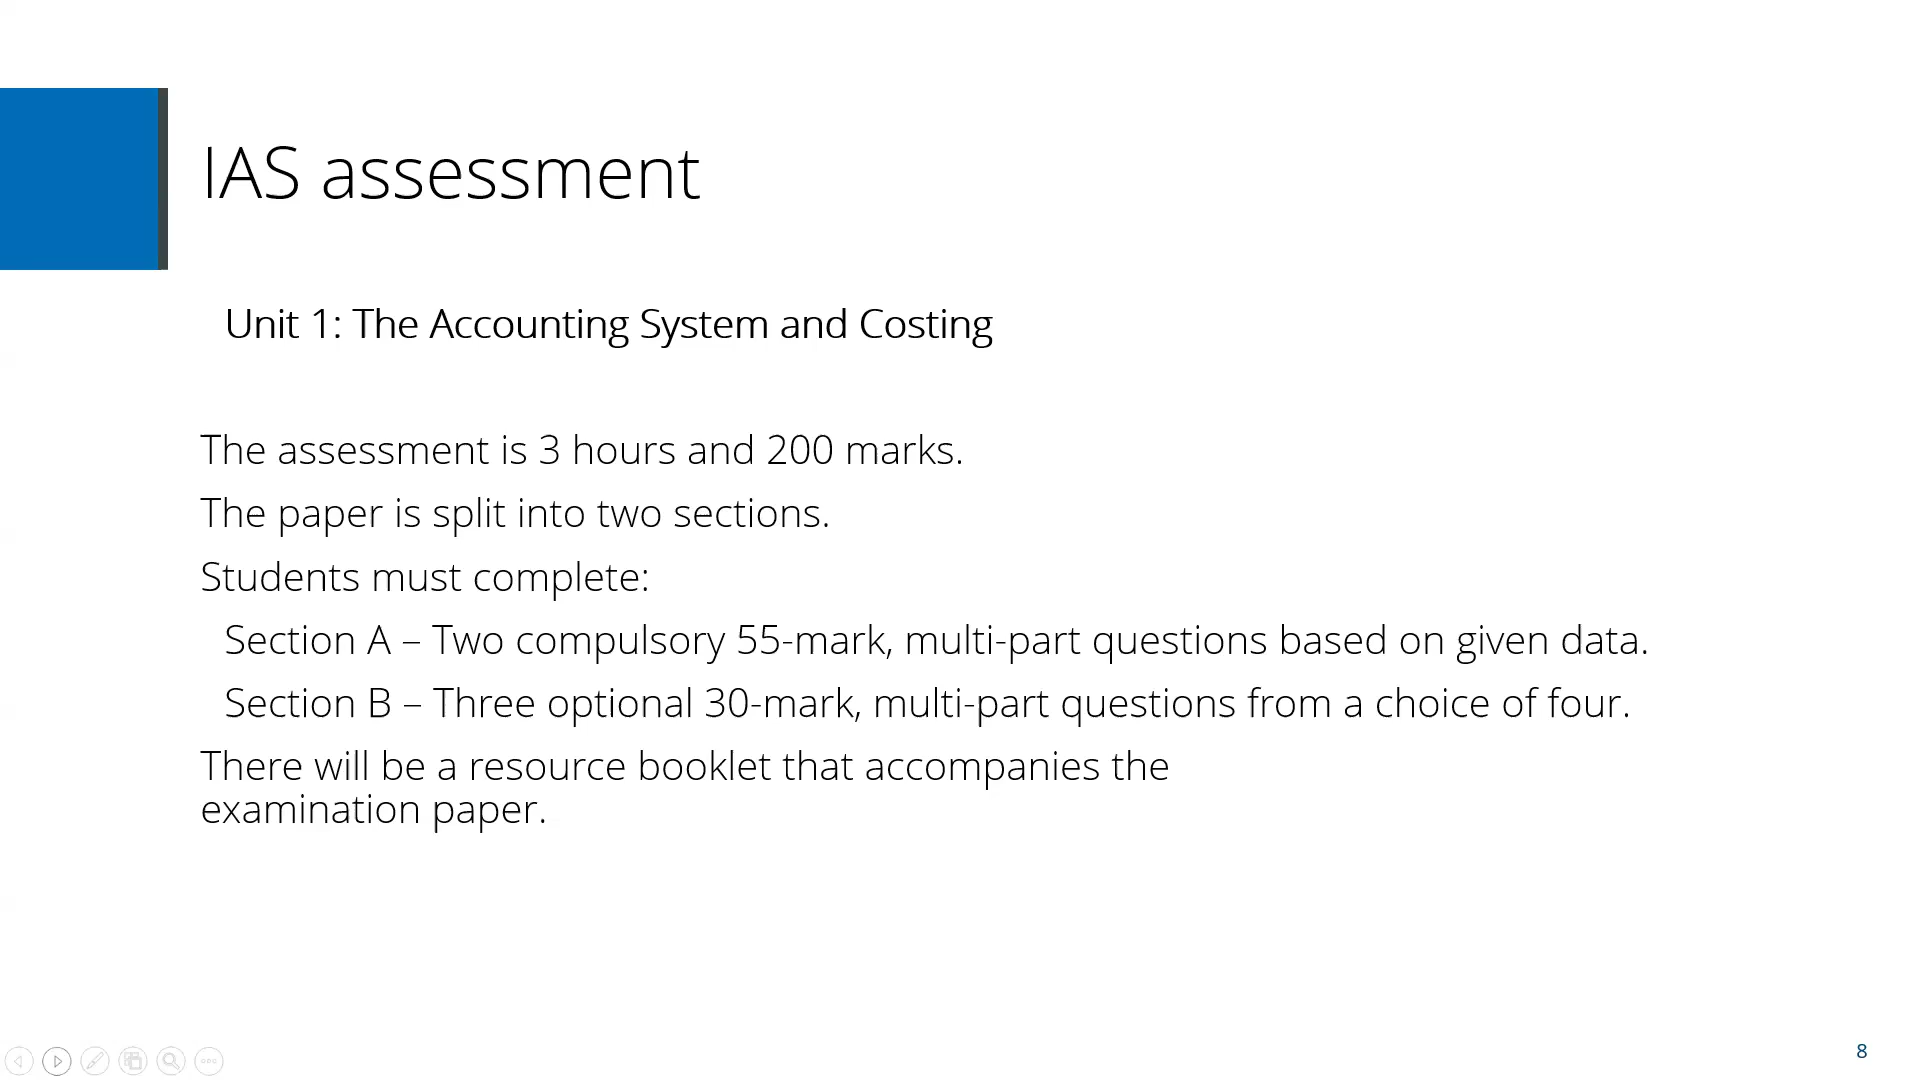 IAS assessment
Unit 1: The Accounting System and Costing
The assessment is 3 hours and 200 marks.
The paper is split into two sections.
Students must complete:
Section A – Two compulsory 55-mark, multi-part questions based on given data.
Section B – Three optional 30-mark, multi-part questions from a choice of four.
There will be a resource booklet that accompanies the
examination paper.
8